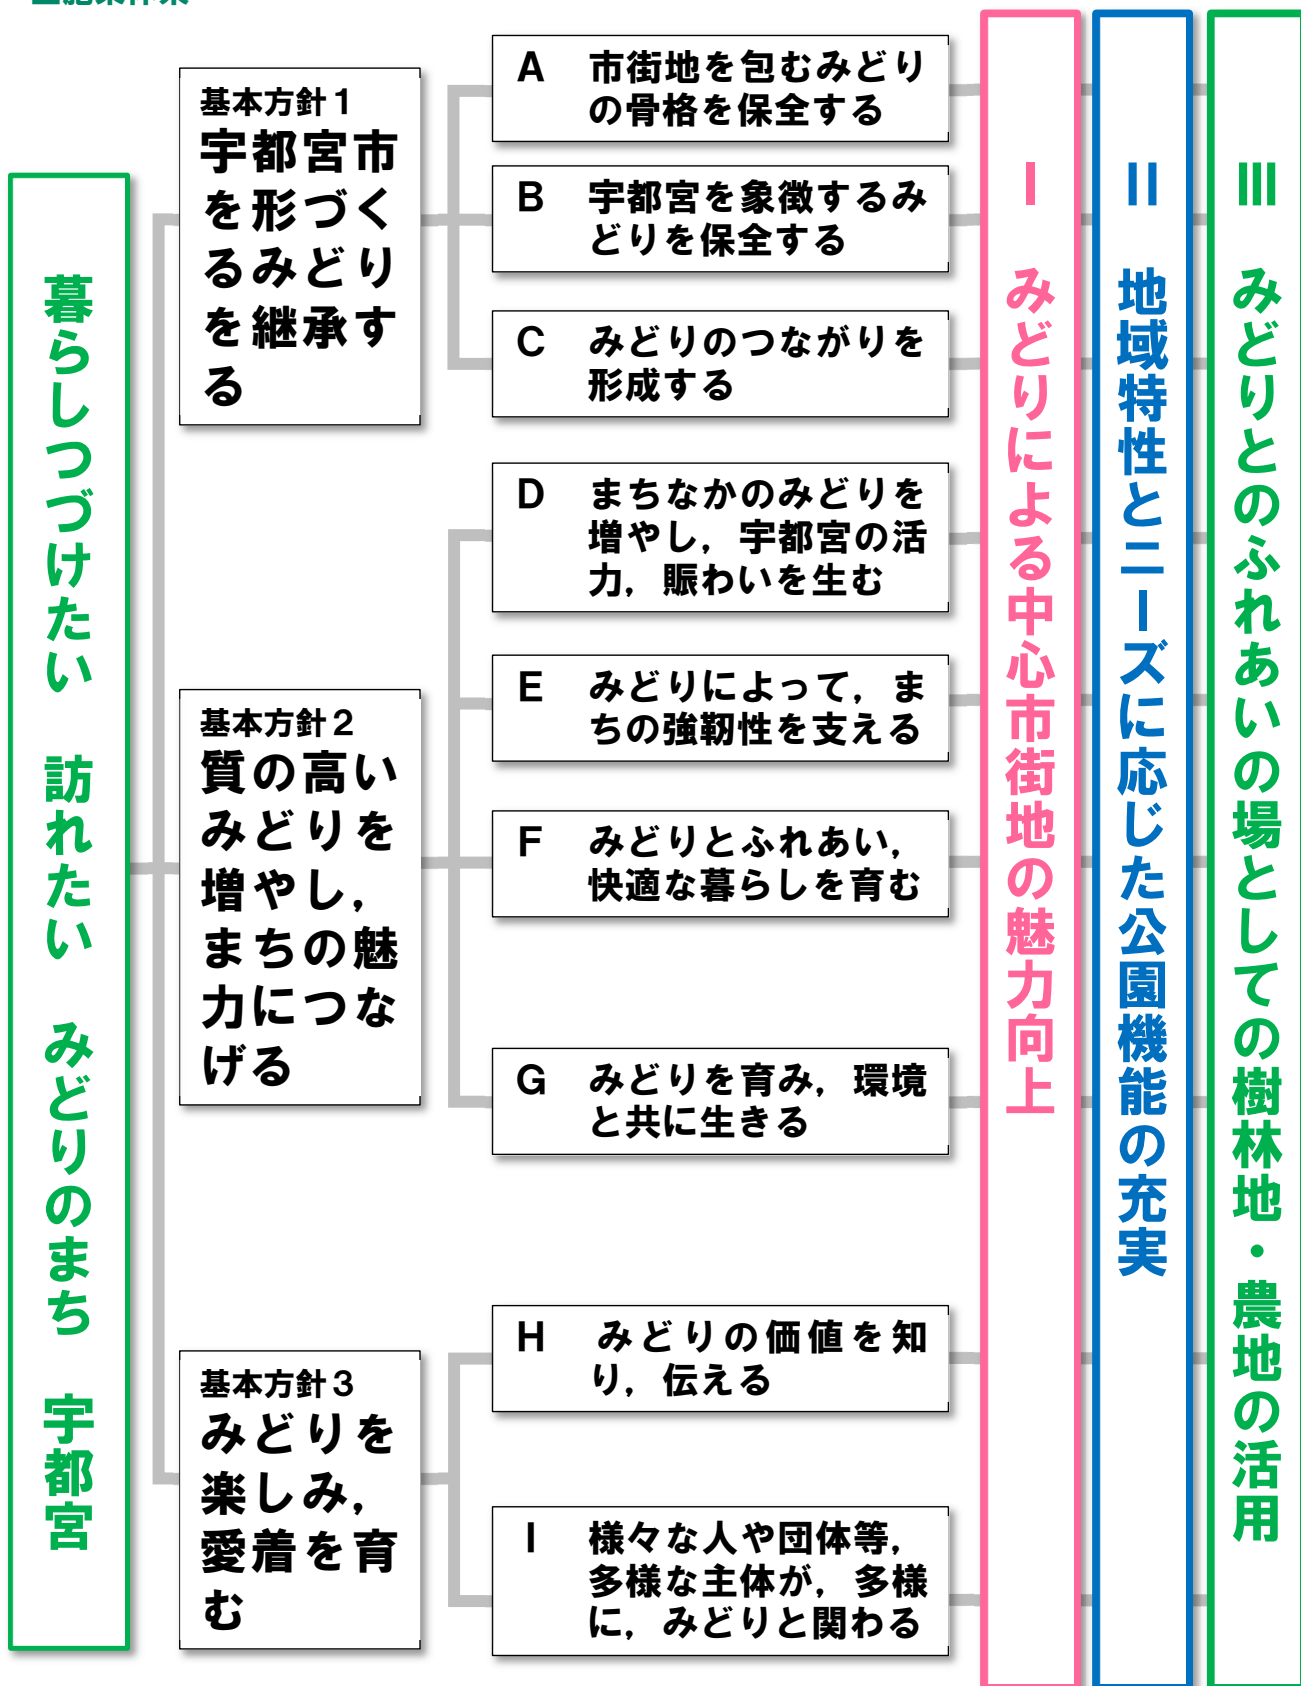 暮らしつづけたい　訪れたい　みどりのまち　宇都宮
基本方針１
宇都宮市
を形づく
るみどり
を継承す
る
A　市街地を包むみどり
の骨格を保全する
B　宇都宮を象徴するみ
どりを保全する
C　みどりのつながりを
形成する
基本方針２
質の高い
みどりを
増やし，
まちの魅
力につな
げる
D　まちなかのみどりを
増やし，宇都宮の活
力，賑わいを生む
E　みどりによって，ま
ちの強靭性を支える
F　みどりとふれあい，
快適な暮らしを育む
G　みどりを育み，環境
と共に生きる
基本方針３
みどりを
楽しみ，
愛着を育
む
H　みどりの価値を知
り，伝える
I　様々な人や団体等，
多様な主体が，多様
に，みどりと関わる
Ⅰ　みどりによる中心市街地の魅力向上
Ⅱ　地域特性とニーズに応じた公園機能の充実
Ⅲ　みどりとのふれあいの場としての樹林地・農地の活用